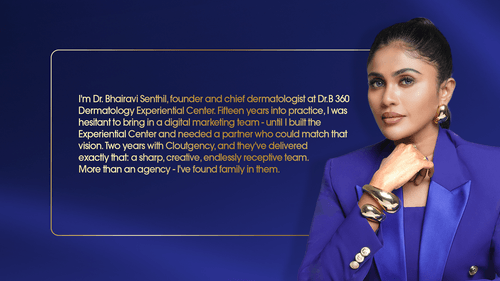 I'm Dr. Bhairavi Senthil, founder and chief dermatologist at Dr.B 360
Dermatology Experiential Center. Fifteen years into practice, I was
hesitant to bring in a digital marketing team - until I built the
Experiential Center and needed a partner who could match that
vision. Two years with Cloutgency, and they've delivered
exactly that: a sharp, creative, endlessly receptive team.
More than an agency - I've found family in them.